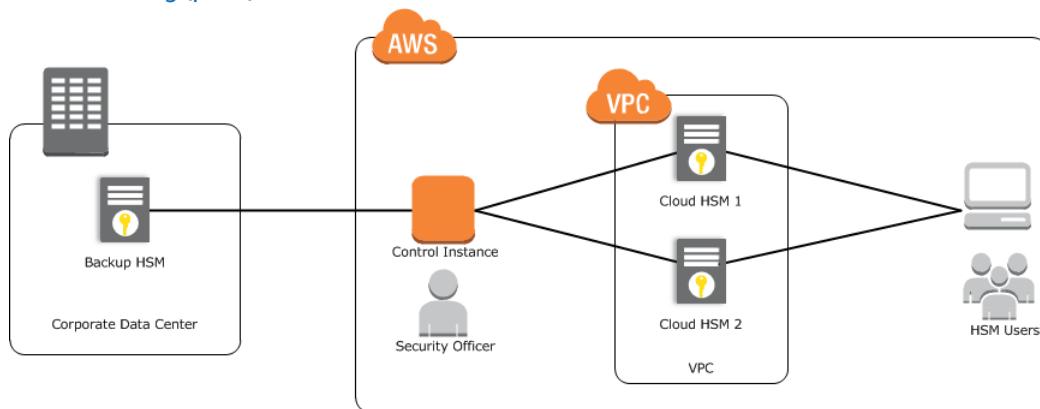 AWS
VPC
Cloud HSM 1
Backup HSM
Control Instance
Corporate Data Center
Security Officer
Cloud HSM 2
HSM Users
VPC